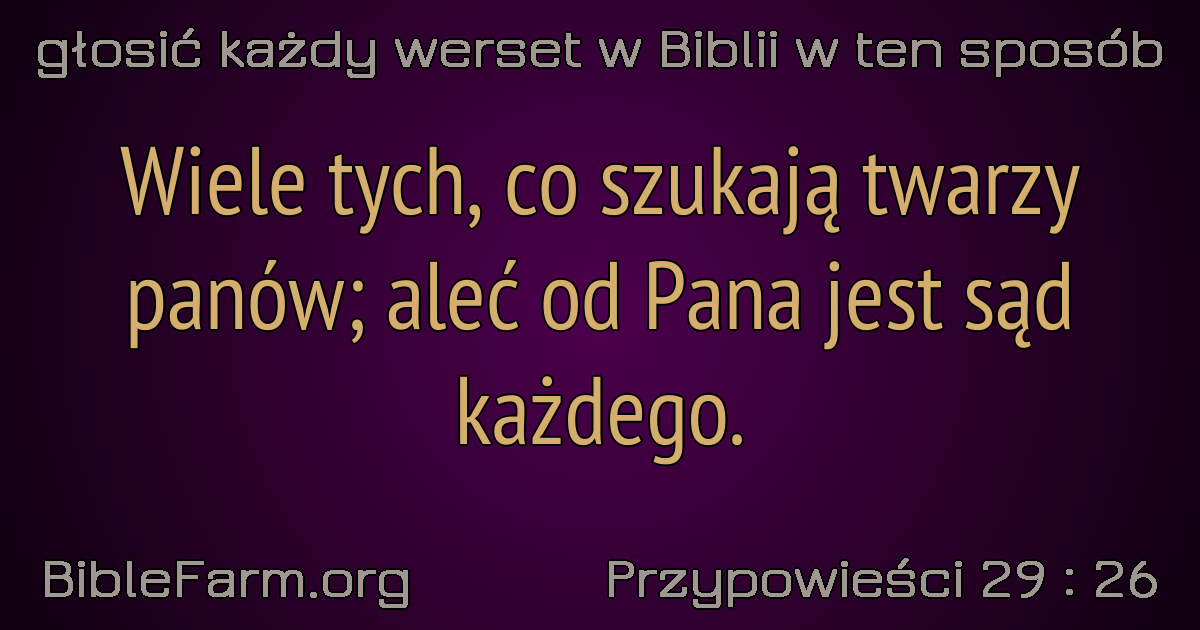 głosić każdy werset w Biblii w ten sposób
Wiele tych, co szukają twarzy
panów; aleć od Pana jest sąd
każdego.
BibleFarm.org
Przypowieści 29 : 26